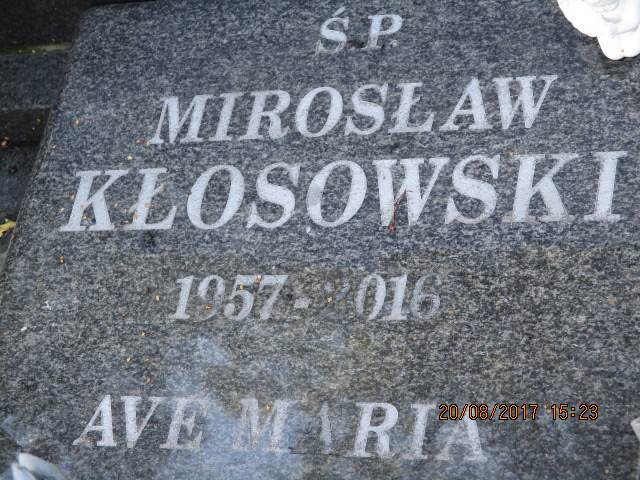 Ś.P.
MIROSŁAW
KŁOSOWSKI
1957-2016
AVE MARIA
20/08/2017 15:23